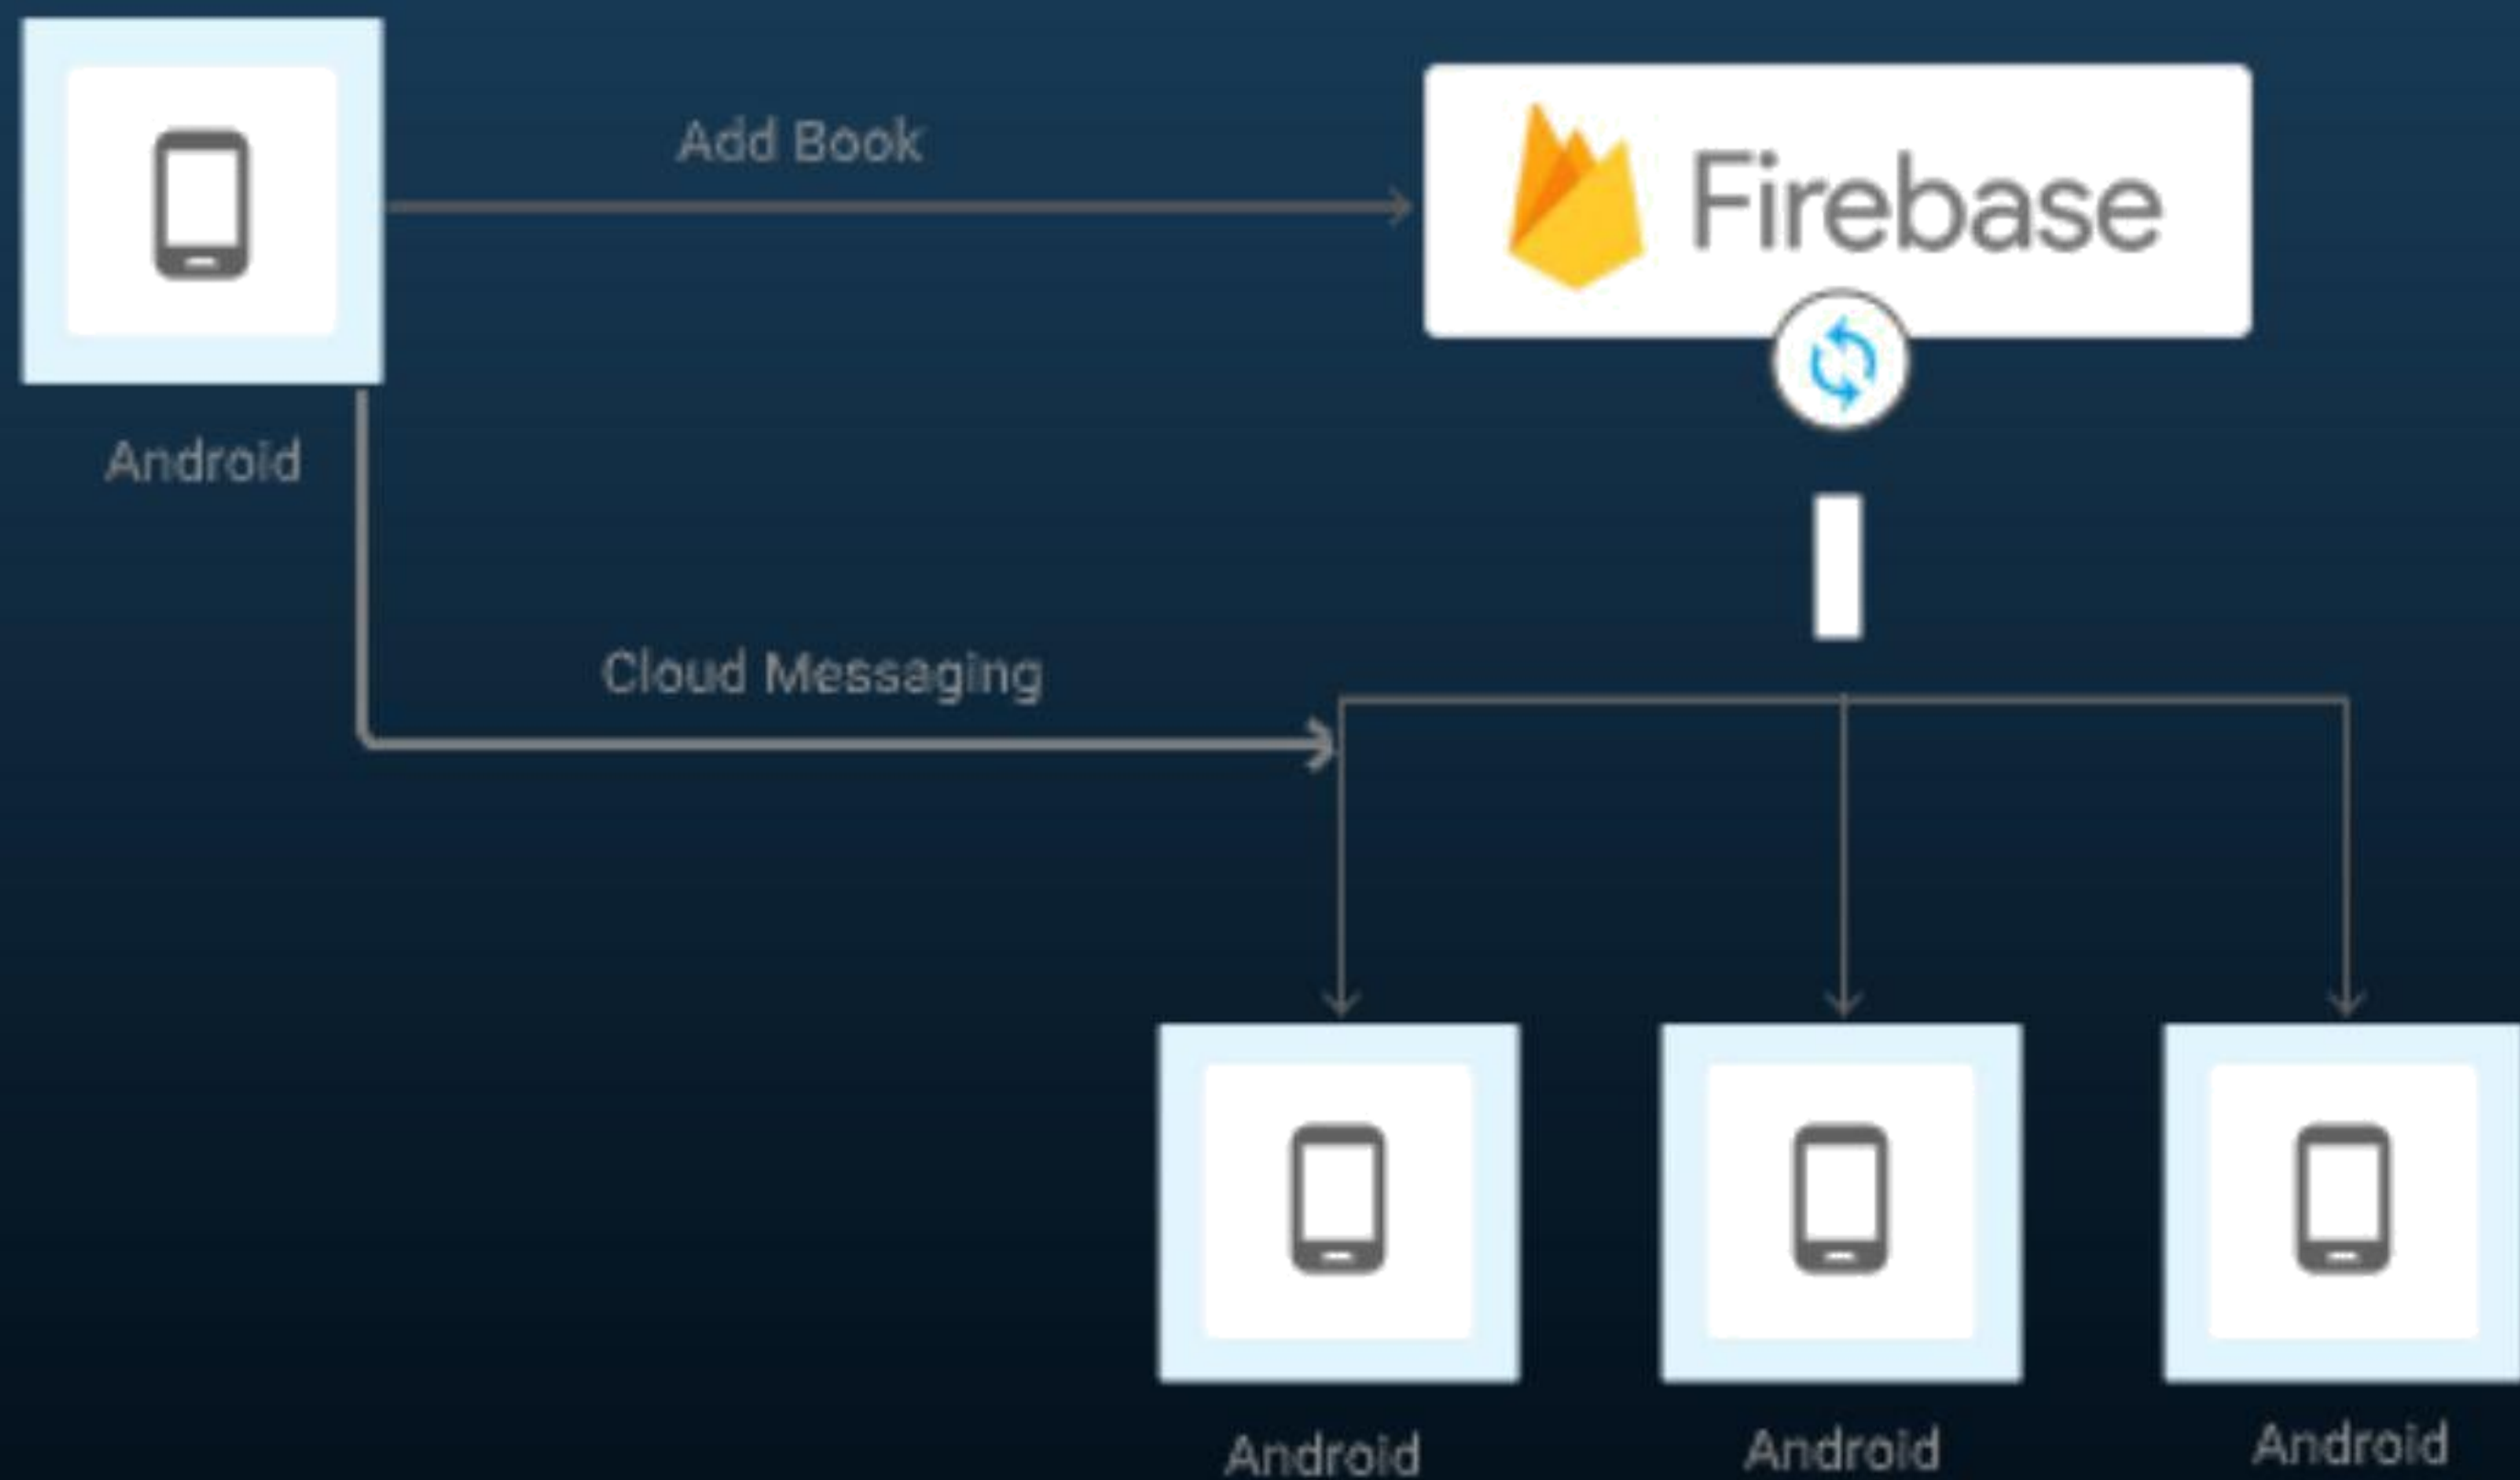 Add Book
Firebase
Android
Cloud Messaging
Android
Android
Android